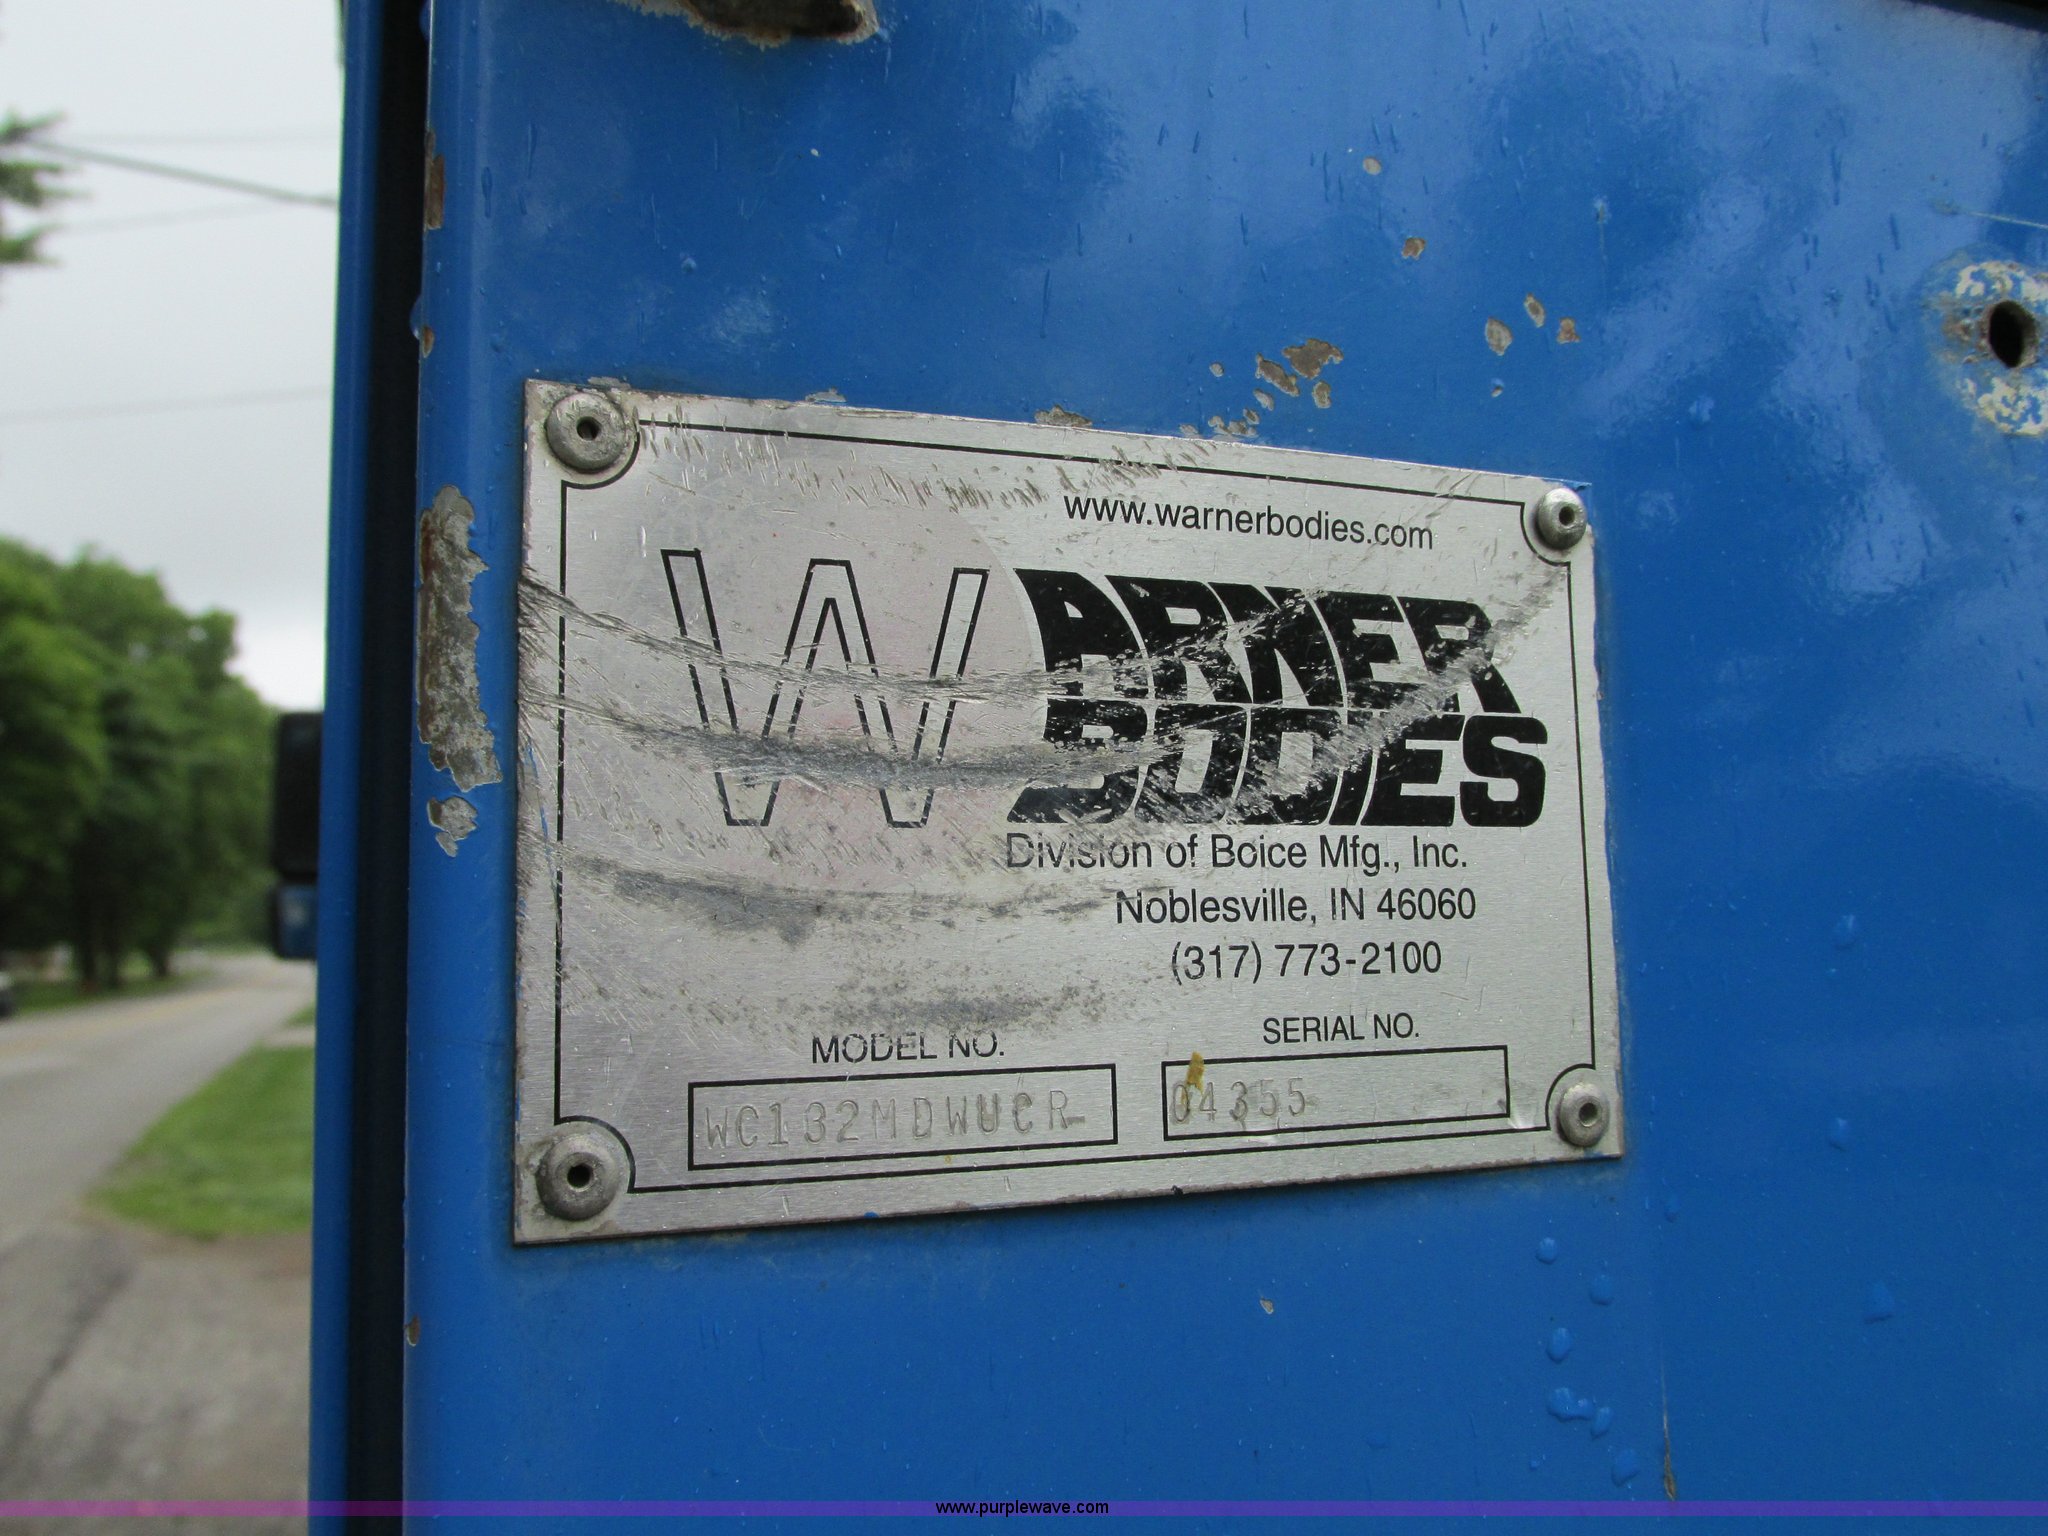 www.warnerbodies.com
WARNER
BODIES
Division of Boice Mfg., Inc.
Noblesville, IN 46060
(317) 773-2100
MODEL NO.
SERIAL NO.
WC132MDWUCR
04355
www.purplewave.com